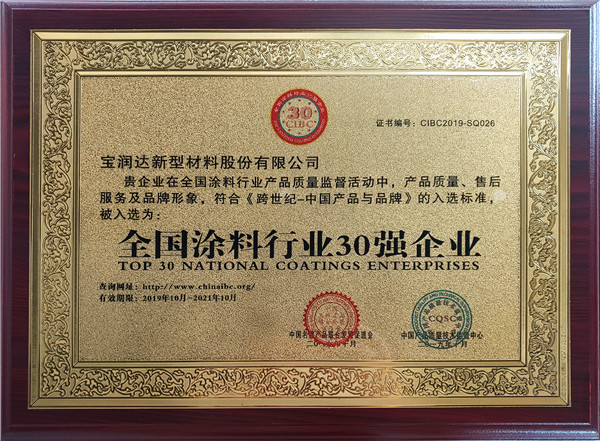 30
CIBC
证书编号：CIBC2019-SQ026
宝润达新型材料股份有限公司
贵企业在全国涂料行业产品质量监督活动中，产品质量、售后
服务及品牌形象，符合《跨世纪-中国产品与品牌》的入选标准，
被入选为：
全国涂料行业30强企业
TOP 30 NATIONAL COATINGS ENTERPRISES
查询网址：http://www.chinaibc.org/
有效期限：2019年10月-2021年10月
CQSC